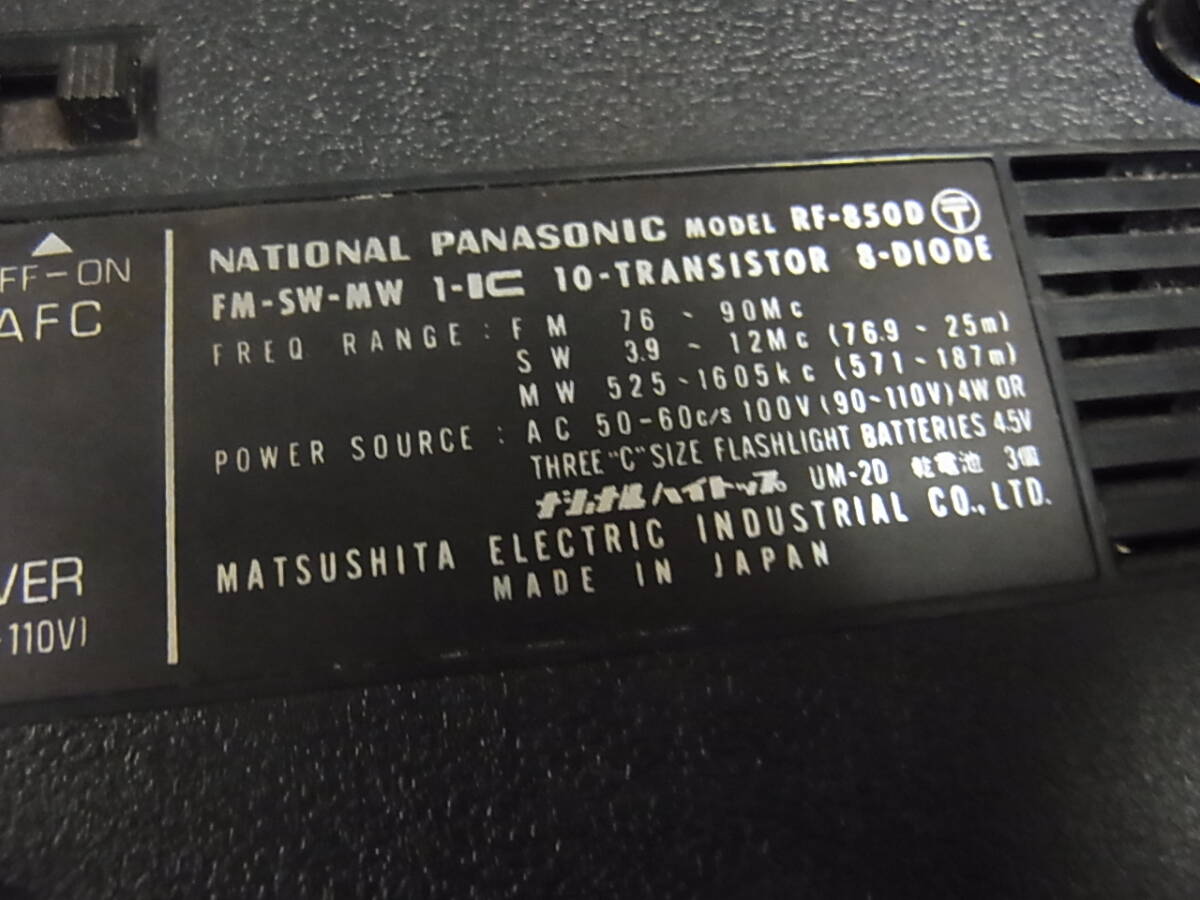 FF-ON
AFC
VER
110V)
NATIONAL PANASONIC MODEL RF-850D 〒
FM-SW-MW 1-IC 10-TRANSISTOR 8-DIODE
FREQ RANGE : FM 76 ~ 90Mc
SW 3.9 ~ 12Mc (76.9 ~ 25m)
MW 525~1605kc (571~187m)
POWER SOURCE : AC 50-60c/s 100V (90~110V) 4W OR
THREE "C" SIZE FLASHLIGHT BATTERIES 4.5V
ナショナルハイトップ UM-2D 乾電池 3個
MATSUSHITA ELECTRIC INDUSTRIAL CO., LTD.
MADE IN JAPAN